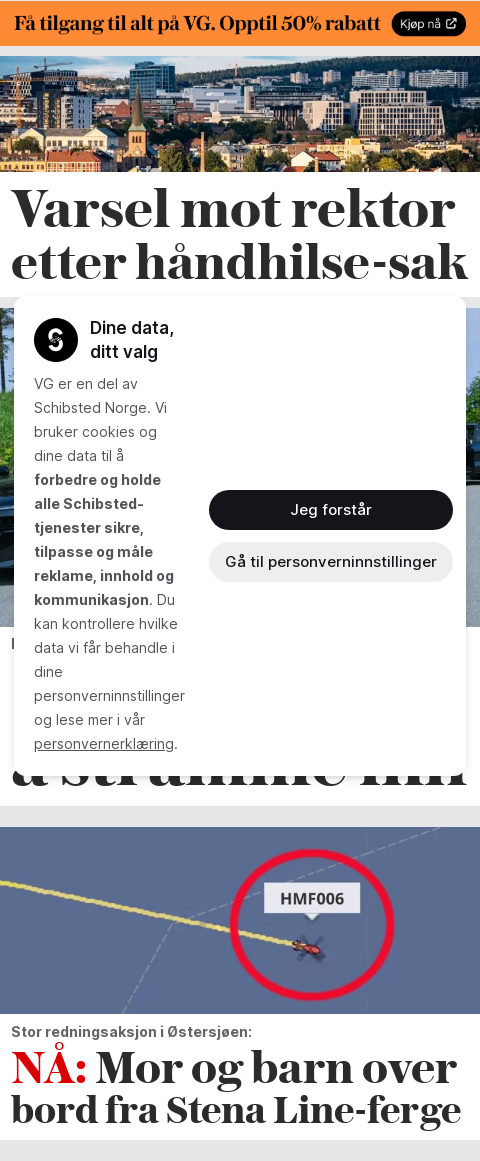 Få tilgang til alt på VG. Opptil 50% rabatt
Kjøp nå
Varsel mot rektor
etter håndhilse-sak
Dine data,
ditt valg
VG er en del av
Schibsted Norge. Vi
bruker cookies og
dine data til å
forbedre og holde
alle Schibsted-
tjenester sikre,
tilpasse og måle
reklame, innhold og
kommunikasjon. Du
kan kontrollere hvilke
data vi får behandle i
dine
personverninnstillinger
og lese mer i vår
personvernerklæring.
Jeg forstår
Gå til personverninnstillinger
å stramme inn
HMF006
Stor redningsaksjon i Østersjøen:
NÅ: Mor og barn over
bord fra Stena Line-ferge